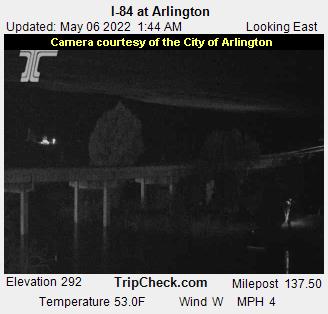 I-84 at Arlington
Updated: May 06 2022 1:44 AM Looking East
Camera courtesy of the City of Arlington
Elevation 292 TripCheck.com Milepost 137.50
Temperature 53.0F Wind W MPH 4